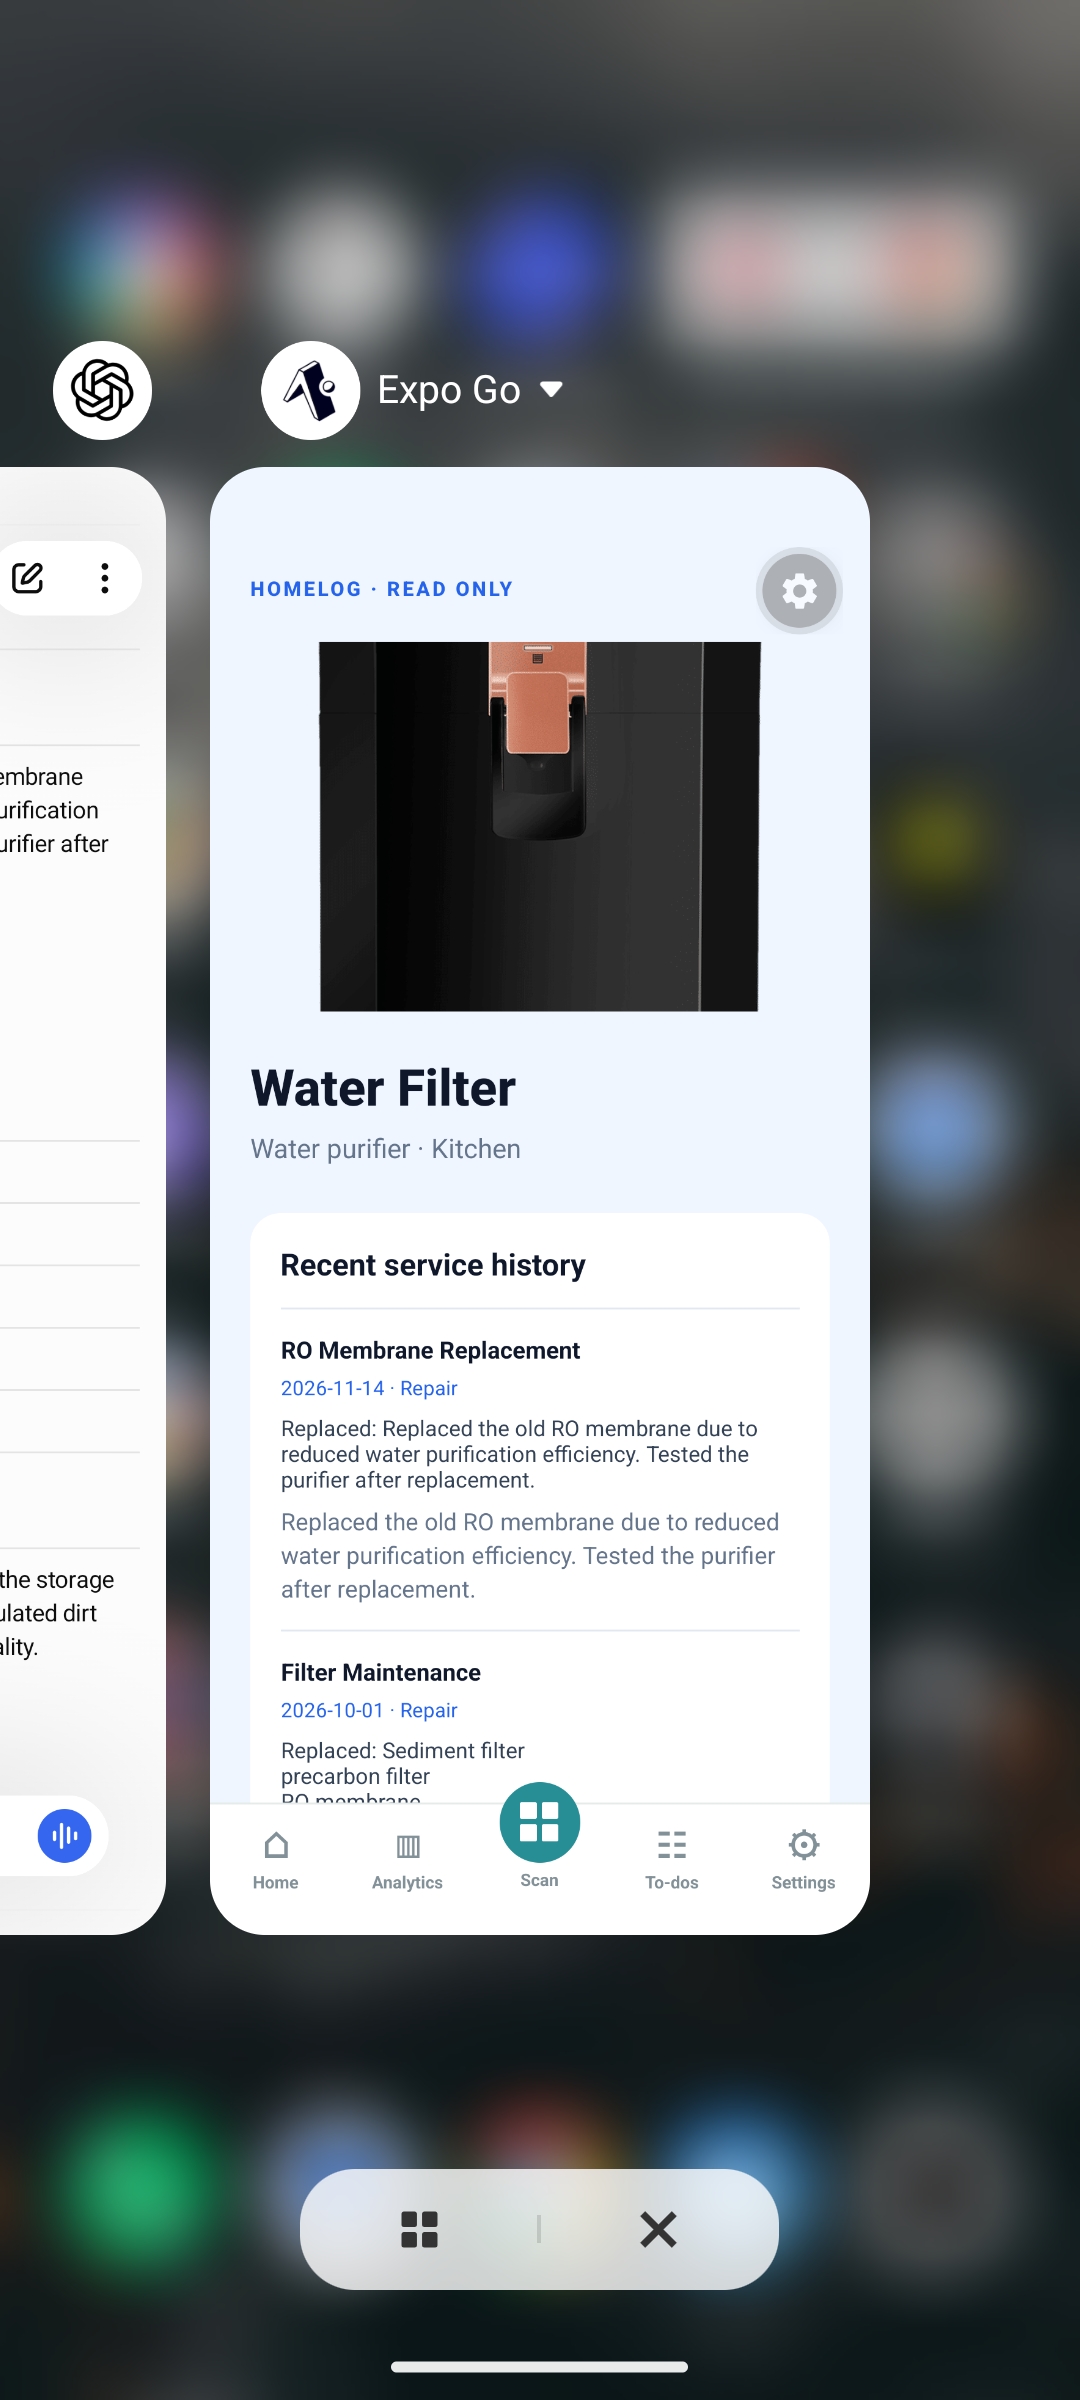 Expo Go
embrane
urification
urifier after
the storage
ulated dirt
ality.
HOMELOG · READ ONLY
Water Filter
Water purifier · Kitchen
Recent service history
RO Membrane Replacement
2026-11-14 · Repair
Replaced: Replaced the old RO membrane due to
reduced water purification efficiency. Tested the
purifier after replacement.
Replaced the old RO membrane due to reduced
water purification efficiency. Tested the purifier
after replacement.
Filter Maintenance
2026-10-01 · Repair
Replaced: Sediment filter
precarbon filter
RO membrane
Home
Analytics
Scan
To-dos
Settings